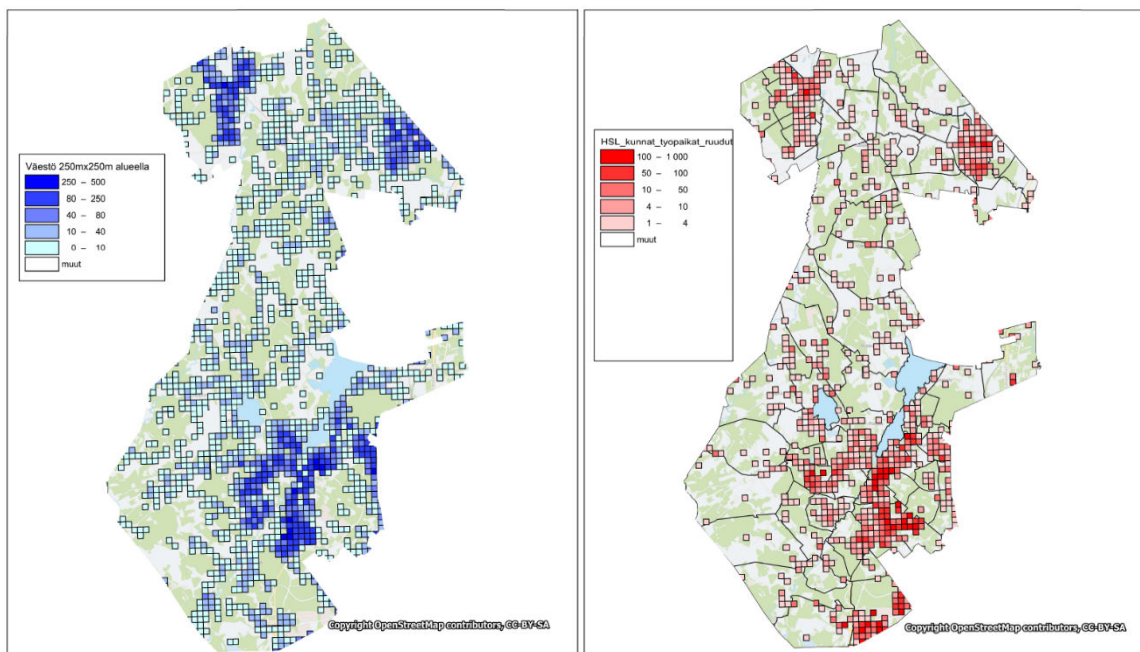 Väestö 250mx250m alueella
250 – 500
80 – 250
40 – 80
10 – 40
0 – 10
muut
Copyright OpenStreetMap contributors, CC-BY-SA
HSL_kunnat_tyopaikat_ruudut
100 – 1 000
50 – 100
10 – 50
4 – 10
1 – 4
muut
Copyright OpenStreetMap contributors, CC-BY-SA